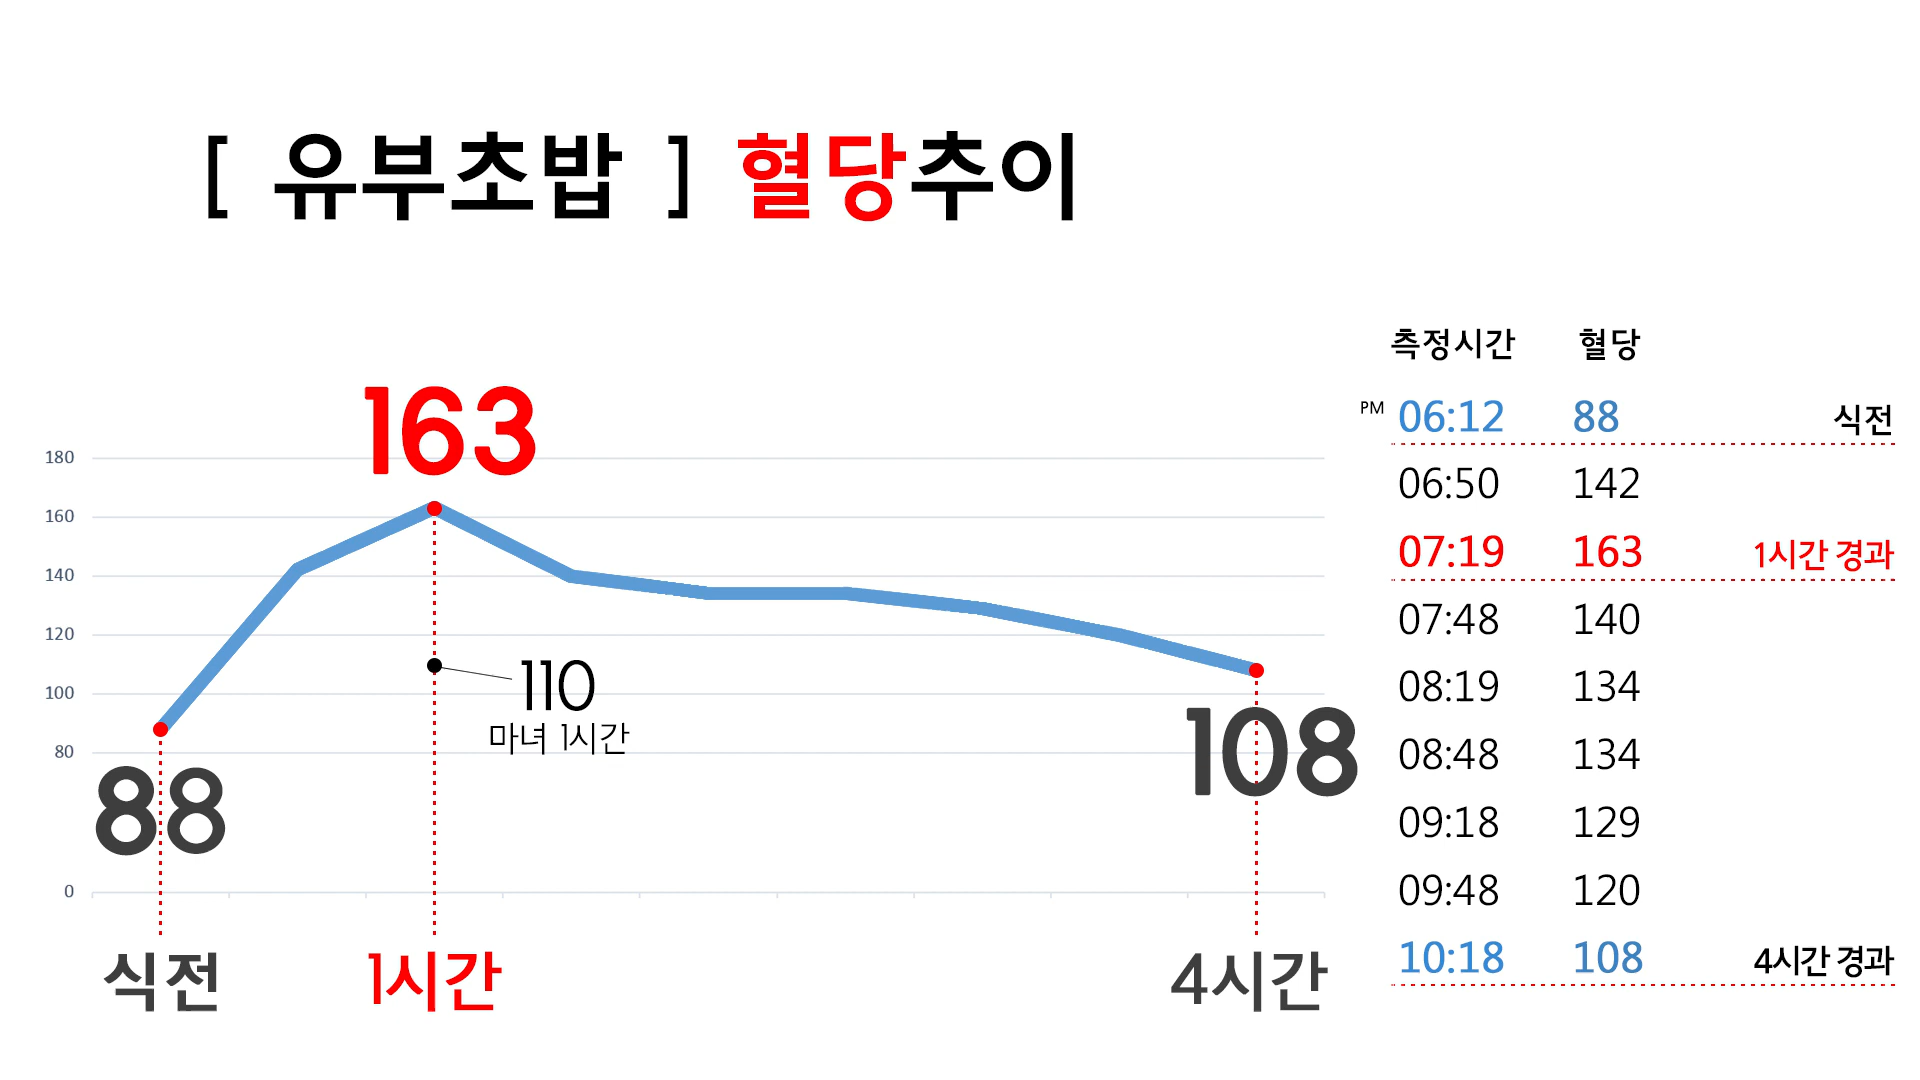 [ 유부초밥 ] 혈당추이
163
180
160
140
120
100
80
0
110
마녀 1시간
88
108
식전
1시간
4시간
측정시간 혈당
PM 06:12 88 식전
06:50 142
07:19 163 1시간 경과
07:48 140
08:19 134
08:48 134
09:18 129
09:48 120
10:18 108 4시간 경과